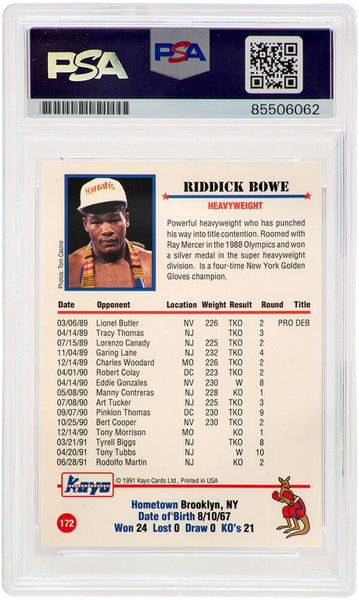 PSA
PSA
85506062
Harrah's
RIDDICK BOWE
HEAVYWEIGHT
Powerful heavyweight who has punched
his way into title contention. Roomed with
Ray Mercer in the 1988 Olympics and won
a silver medal in the super heavyweight
division. Is a four-time New York Golden
Gloves champion.
Photos: Tom Casino
Date Opponent Location Weight Result Round Title
03/06/89 Lionel Butler NV 226 TKO 2 PRO DEB
04/14/89 Tracy Thomas NJ TKO 3
07/15/89 Lorenzo Canady NJ 225 TKO 2
11/04/89 Garing Lane NJ 232 TKO 4
12/14/89 Charles Woodard MO 226 TKO 2
04/01/90 Robert Colay DC 223 TKO 2
04/14/90 Eddie Gonzales NV 230 W 8
05/08/90 Manny Contreras NJ 228 KO 1
07/08/90 Art Tucker NJ 225 TKO 3
09/07/90 Pinklon Thomas DC 230 TKO 9
10/25/90 Bert Cooper NV 230 KO 2
12/14/90 Tony Morrison MO KO 1
03/21/91 Tyrell Biggs NJ TKO 8
04/20/91 Tony Tubbs NJ W 10
06/28/91 Rodolfo Martin NJ KO 2
Kayo
© 1991 Kayo Cards Ltd., Printed in USA
172
Hometown Brooklyn, NY
Date of Birth 8/10/67
Won 24 Lost 0 Draw 0 KO's 21